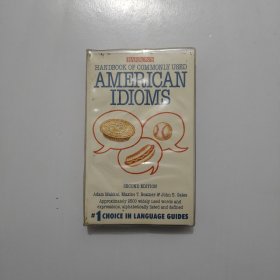 BARRON'S
HANDBOOK OF COMMONLY USED
AMERICAN
IDIOMS
SECOND EDITION
Adam Makkai, Maxine T. Boatner & John E. Gates
Approximately 2500 widely used words and
expressions, alphabetically listed and defined
#1 CHOICE IN LANGUAGE GUIDES